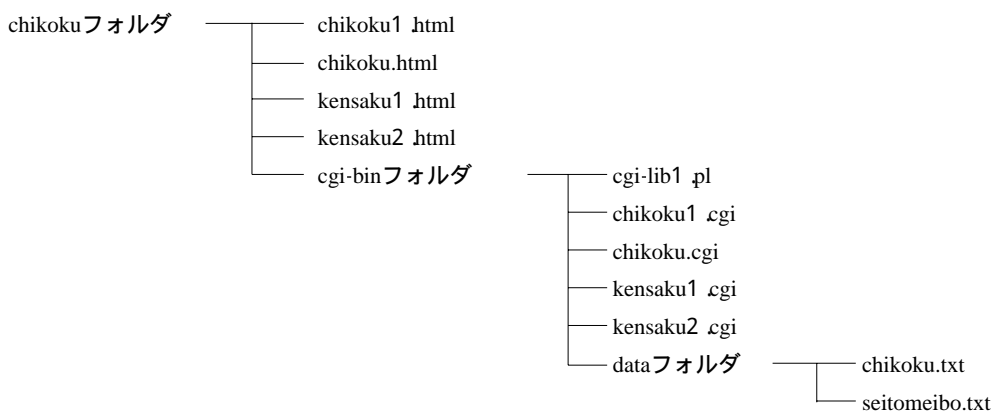 chikokuフォルダ
chikoku1.html
chikoku.html
kensaku1.html
kensaku2.html
cgi-binフォルダ
cgi-lib1.pl
chikoku1.cgi
chikoku.cgi
kensaku1.cgi
kensaku2.cgi
dataフォルダ
chikoku.txt
seitomeibo.txt